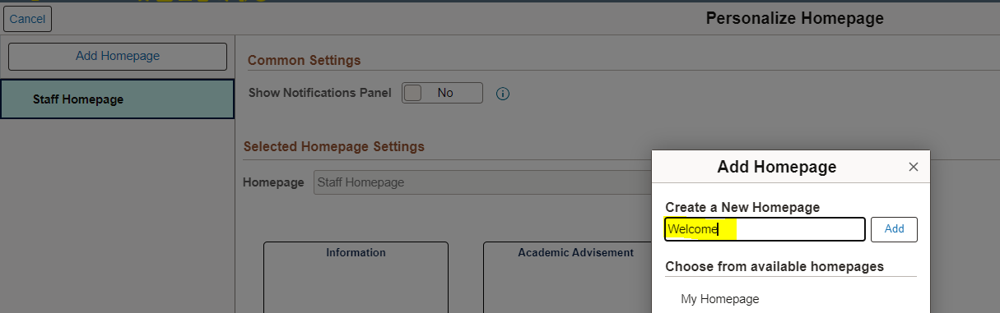 Cancel
Personalize Homepage
Add Homepage
Staff Homepage
Common Settings
Show Notifications Panel No
Selected Homepage Settings
Homepage Staff Homepage
Information
Academic Advisement
Add Homepage
Create a New Homepage
Welcome Add
Choose from available homepages
My Homepage